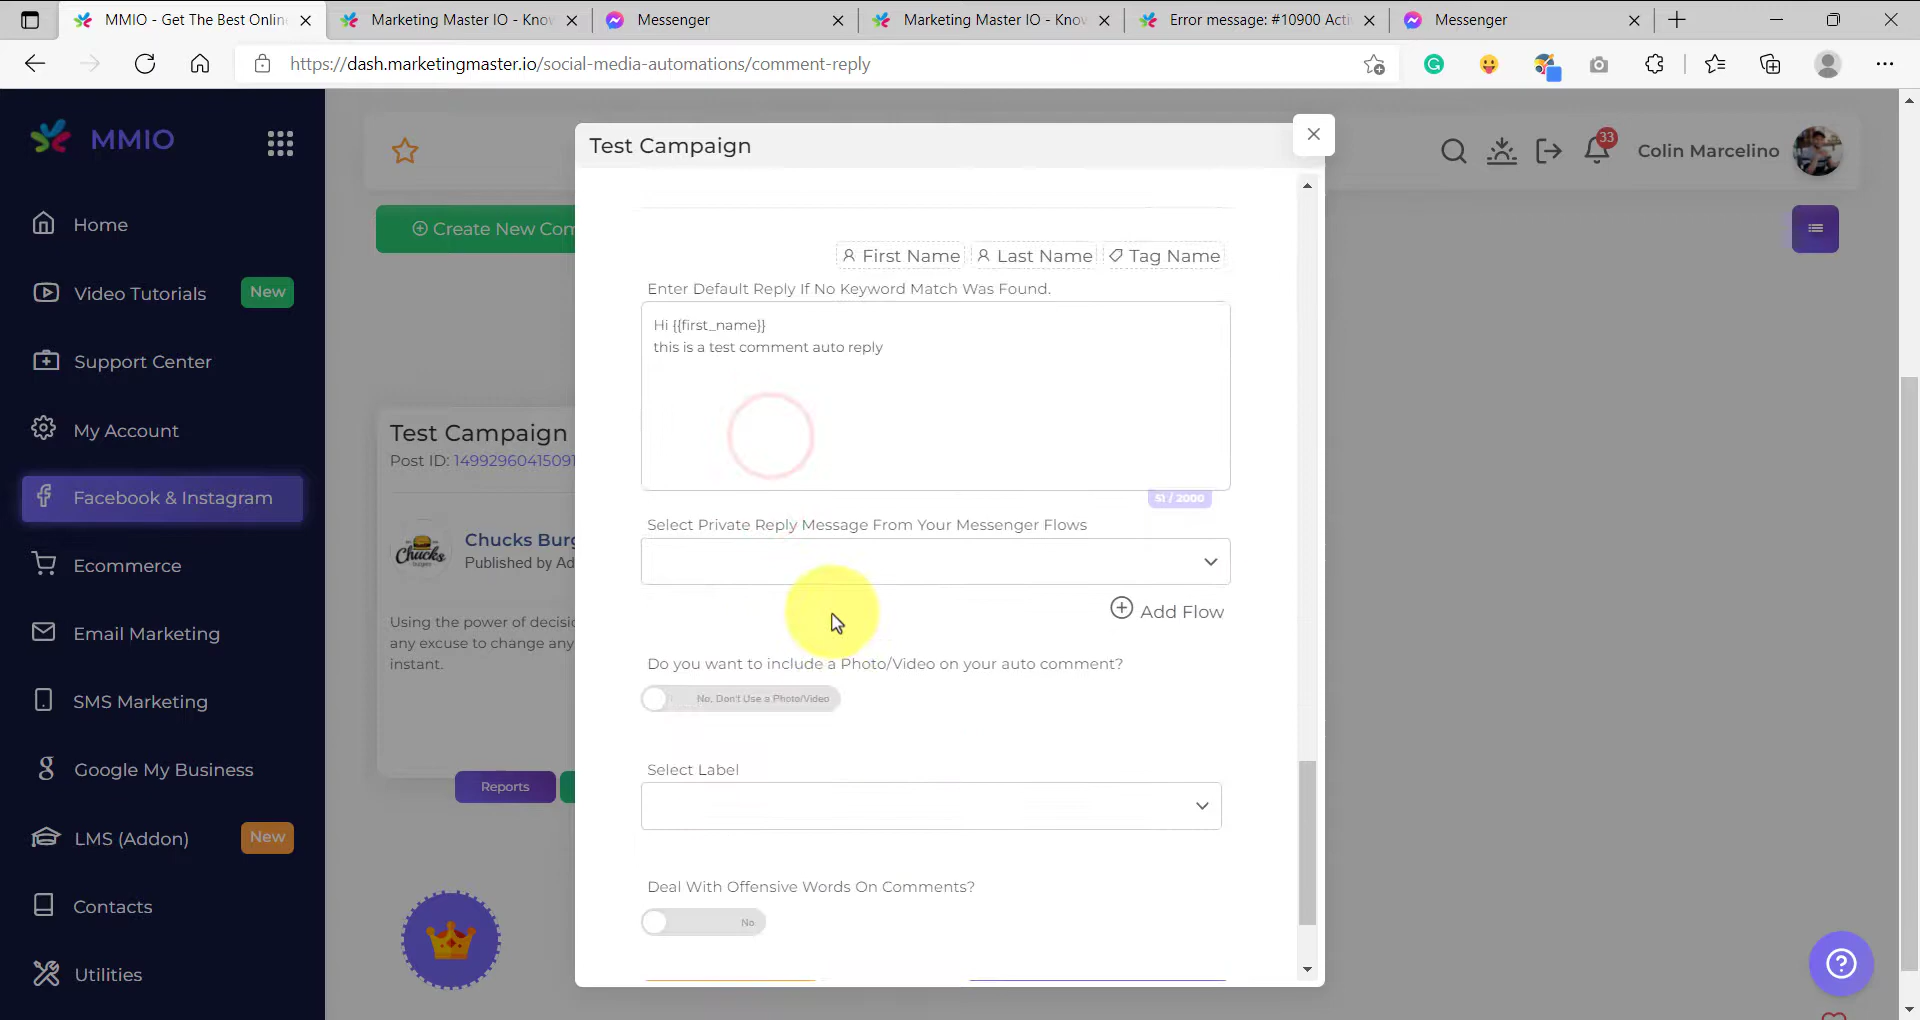 MMIO - Get The Best Onlin
Marketing Master IO - Kno
Messenger
Marketing Master IO - Kno
Error message: #10900 Acti
Messenger
https://dash.marketingmaster.io/social-media-automations/comment-reply
MMIO
Home
Video Tutorials
New
Support Center
My Account
Facebook & Instagram
Ecommerce
Email Marketing
SMS Marketing
Google My Business
LMS (Addon)
New
Contacts
Utilities
33
Colin Marcelino
Create New Com
Test Campaign
Post ID: 14992960415091
Chucks
Chucks Burg
Published by Ad
Using the power of decisio
any excuse to change any
instant.
Reports
Test Campaign
First Name
Last Name
Tag Name
Enter Default Reply If No Keyword Match Was Found.
Hi {{first_name}}
this is a test comment auto reply
51 / 2000
Select Private Reply Message From Your Messenger Flows
Add Flow
Do you want to include a Photo/Video on your auto comment?
No, Don't Use a Photo/Video
Select Label
Deal With Offensive Words On Comments?
No